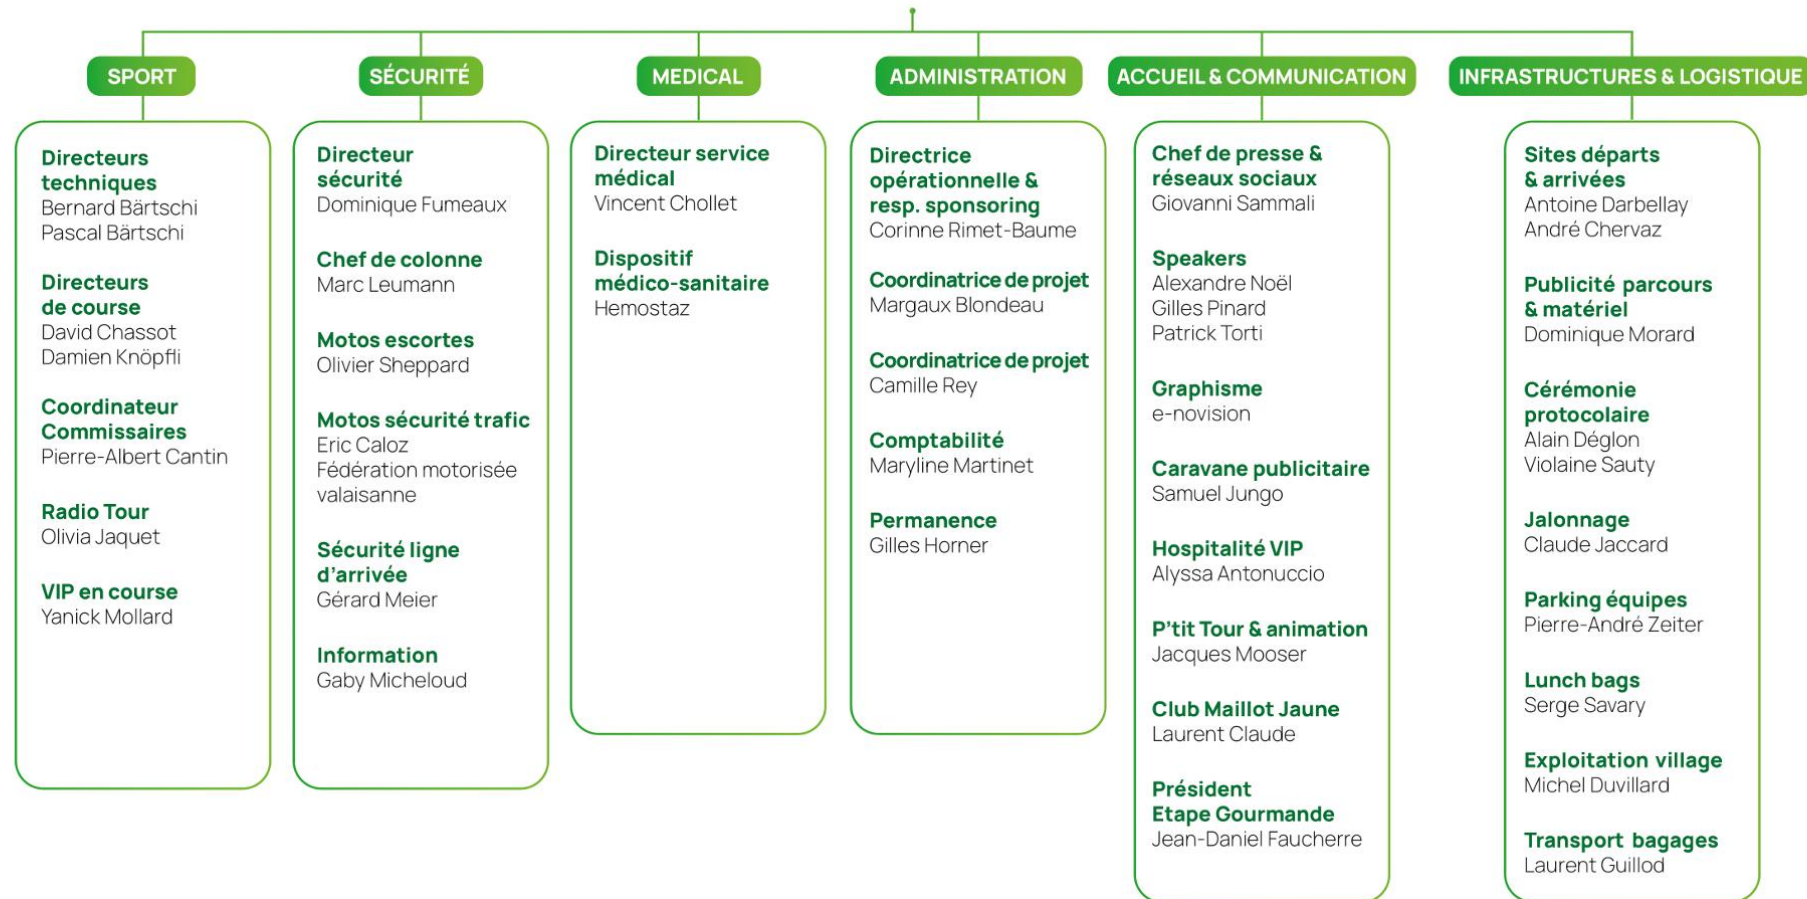 SPORT
Directeurs
techniques
Bernard Bärtschi
Pascal Bärtschi
Directeurs
de course
David Chassot
Damien Knöpfli
Coordinateur
Commissaires
Pierre-Albert Cantin
Radio Tour
Olivia Jaquet
VIP en course
Yanick Mollard
SÉCURITÉ
Directeur
sécurité
Dominique Fumeaux
Chef de colonne
Marc Leumann
Motos escortes
Olivier Sheppard
Motos sécurité trafic
Eric Caloz
Fédération motorisée
valaisanne
Sécurité ligne
d'arrivée
Gérard Meier
Information
Gaby Micheloud
MEDICAL
Directeur service
médical
Vincent Chollet
Dispositif
médico-sanitaire
Hemostaz
ADMINISTRATION
Directrice
opérationnelle &
resp. sponsoring
Corinne Rimet-Baume
Coordinatrice de projet
Margaux Blondeau
Coordinatrice de projet
Camille Rey
Comptabilité
Maryline Martinet
Permanence
Gilles Horner
ACCUEIL & COMMUNICATION
Chef de presse &
réseaux sociaux
Giovanni Sammali
Speakers
Alexandre Noël
Gilles Pinard
Patrick Torti
Graphisme
e-novision
Caravane publicitaire
Samuel Jungo
Hospitalité VIP
Alyssa Antonuccio
P'tit Tour & animation
Jacques Mooser
Club Maillot Jaune
Laurent Claude
Président
Etape Gourmande
Jean-Daniel Faucherre
INFRASTRUCTURES & LOGISTIQUE
Sites départs
& arrivées
Antoine Darbellay
André Chervaz
Publicité parcours
& matériel
Dominique Morard
Cérémonie
protocolaire
Alain Déglon
Violaine Sauty
Jalonnage
Claude Jaccard
Parking équipes
Pierre-André Zeiter
Lunch bags
Serge Savary
Exploitation village
Michel Duvillard
Transport bagages
Laurent Guillod